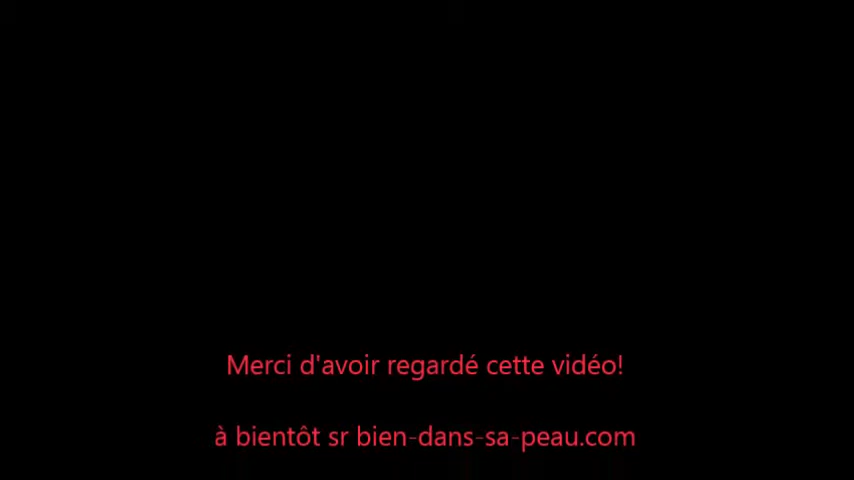 Merci d'avoir regardé cette vidéo!
à bientôt sr bien-dans-sa-peau.com